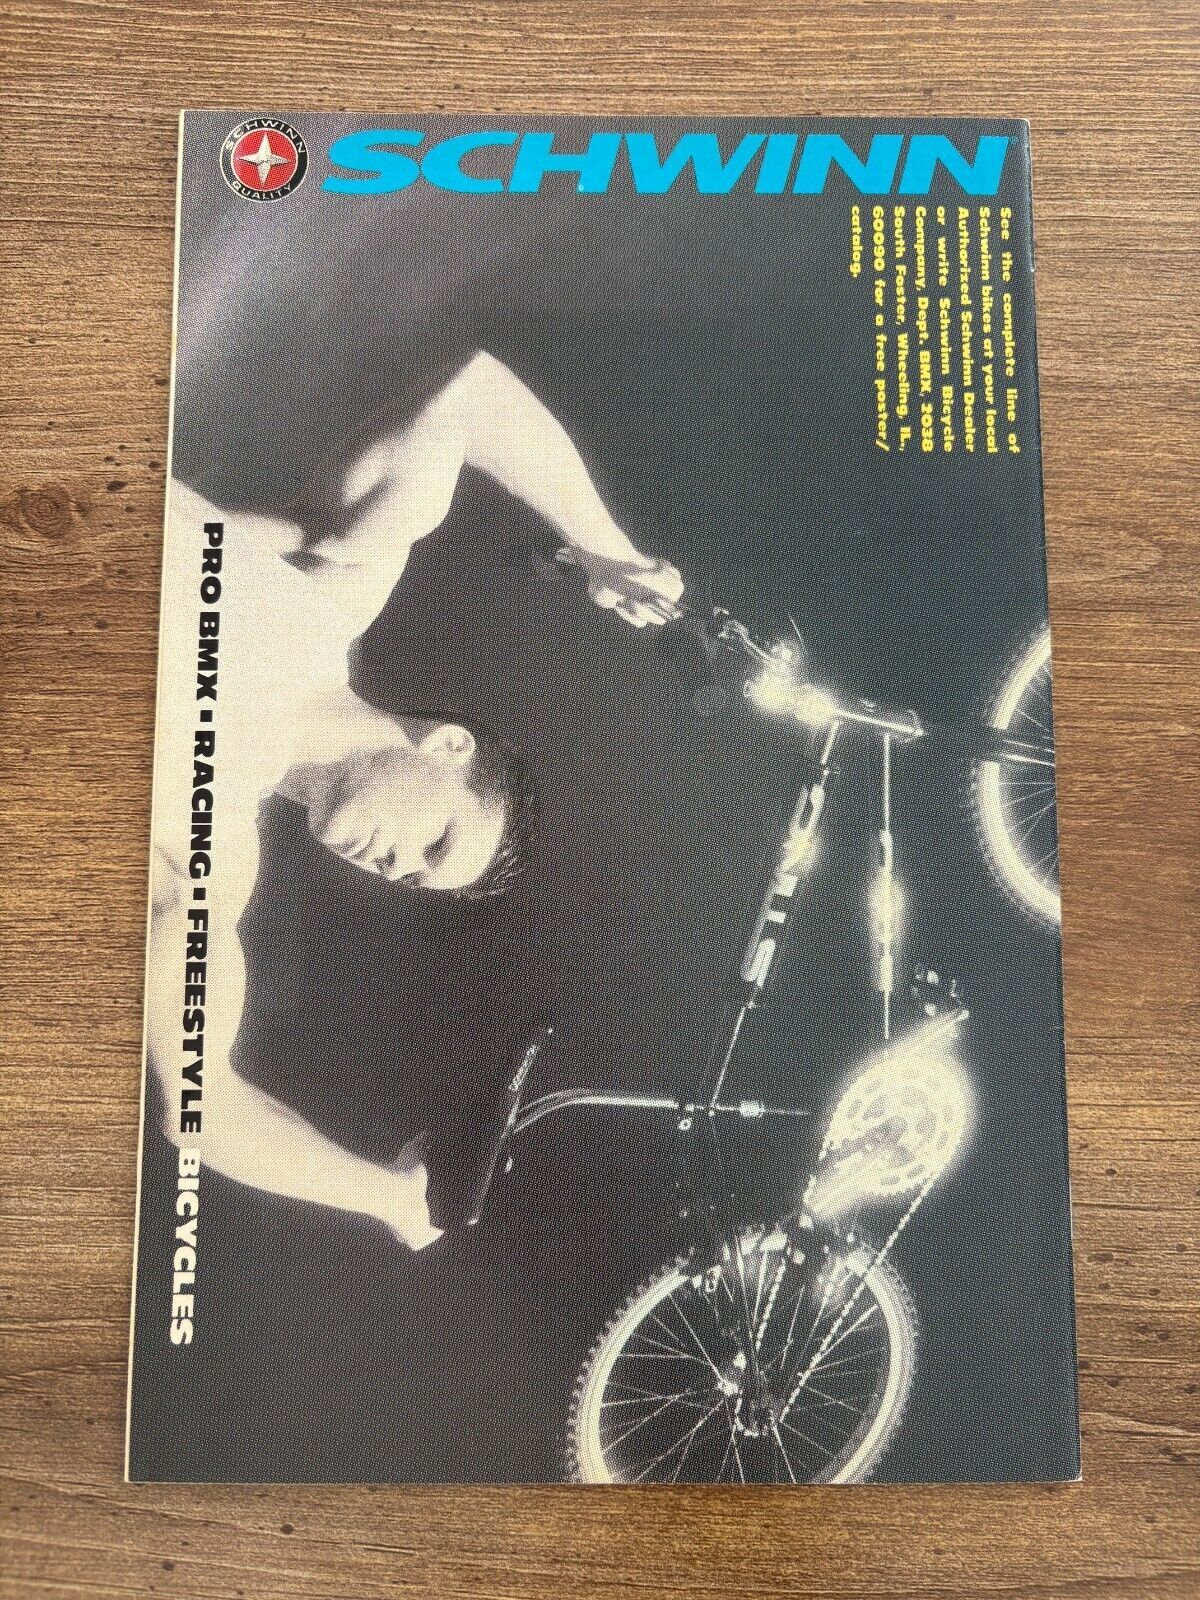 SCHWINN
QUALITY
SCHWINN
See the complete line of
Schwinn bikes at your local
Authorized Schwinn Dealer
or write Schwinn Bicycle
Company, Dept. BMX, 2038
South Foster, Wheeling, IL,
60090 for a free poster/
catalog.
PRO BMX ▪ RACING ▪ FREESTYLE BICYCLES